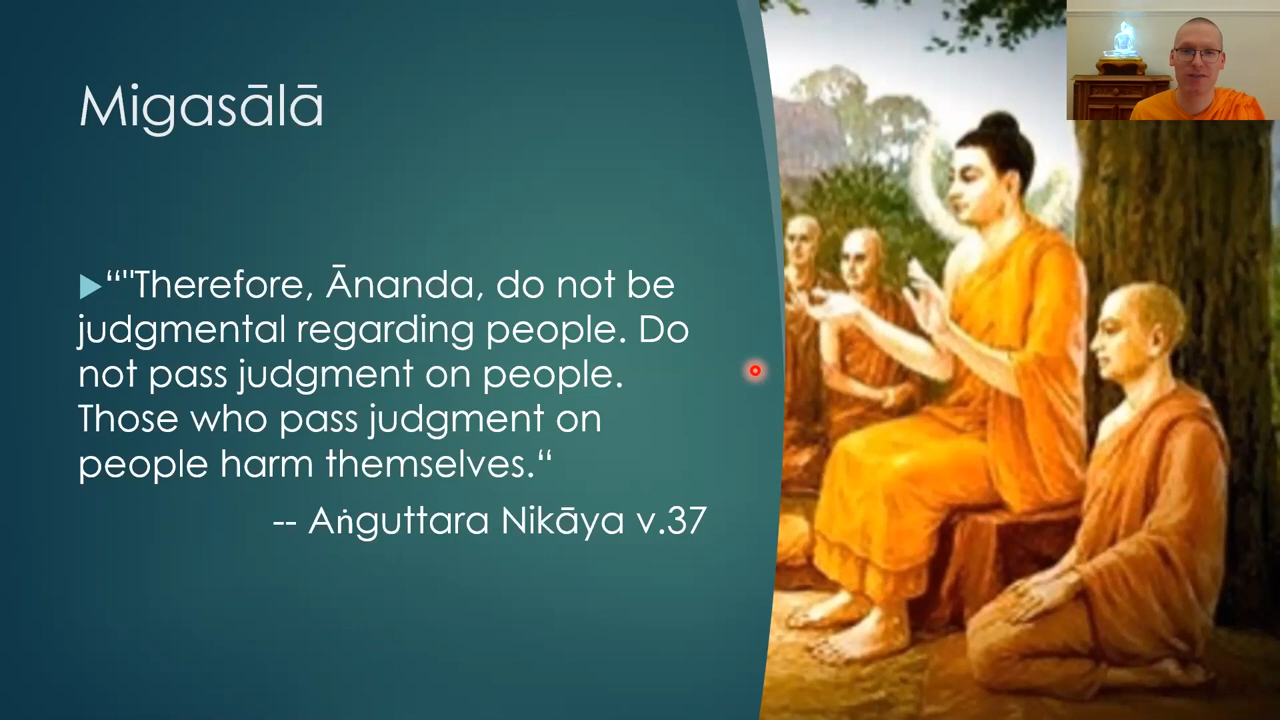 Migasālā
“"Therefore, Ānanda, do not be
judgmental regarding people. Do
not pass judgment on people.
Those who pass judgment on
people harm themselves.“
-- Aṅguttara Nikāya v.37